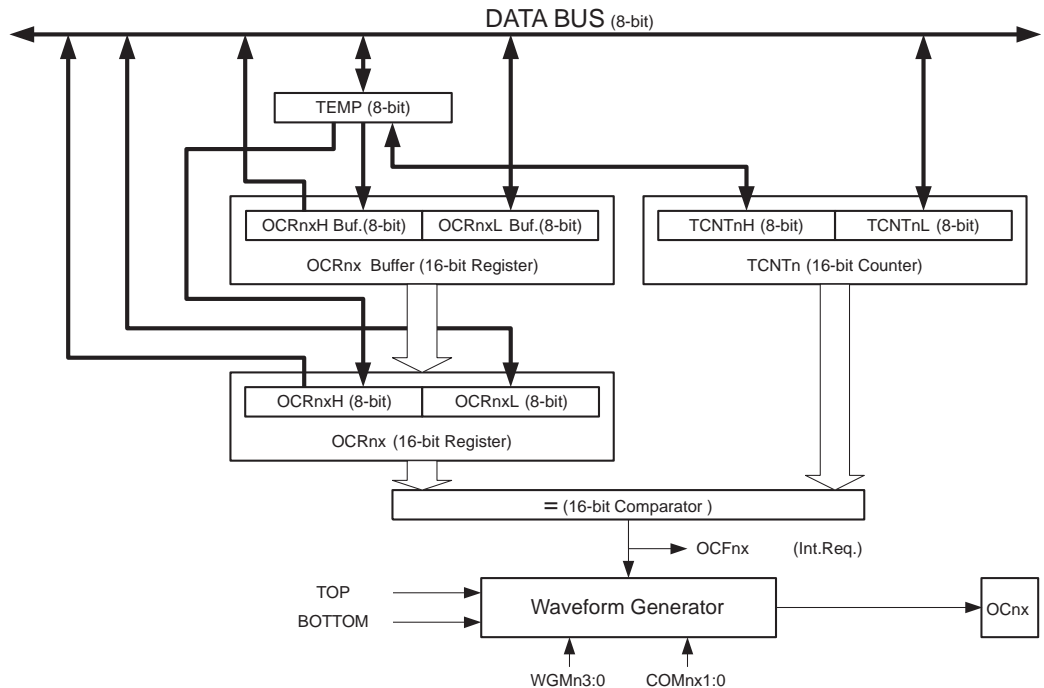 DATA BUS (8-bit)
TEMP (8-bit)
OCRnxH Buf.(8-bit) OCRnxL Buf.(8-bit)
OCRnx Buffer (16-bit Register)
TCNTnH (8-bit) TCNTnL (8-bit)
TCNTn (16-bit Counter)
OCRnxH (8-bit) OCRnxL (8-bit)
OCRnx (16-bit Register)
= (16-bit Comparator )
OCFnx (Int.Req.)
TOP
BOTTOM
Waveform Generator
OCnx
WGMn3:0 COMnx1:0